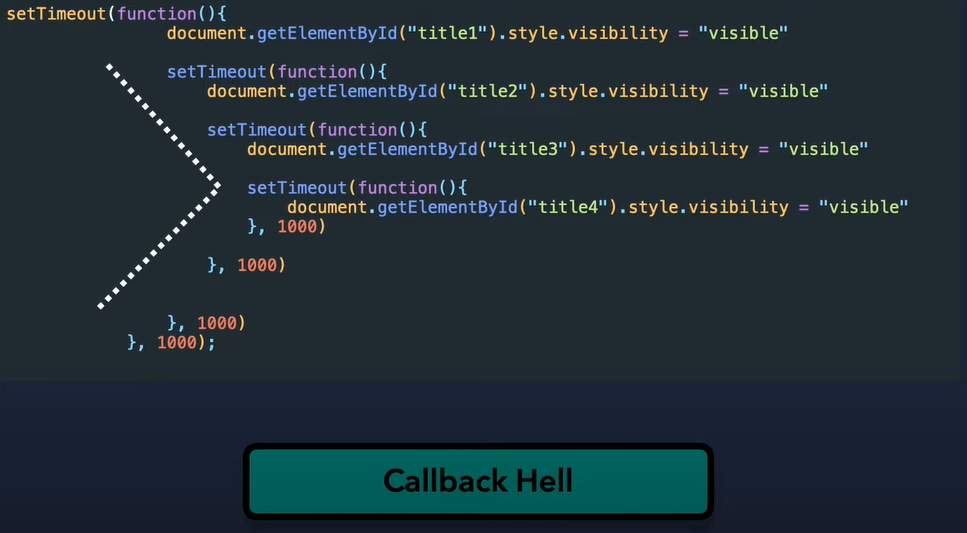 setTimeout(function(){
document.getElementById("title1").style.visibility = "visible"
setTimeout(function(){
document.getElementById("title2").style.visibility = "visible"
setTimeout(function(){
document.getElementById("title3").style.visibility = "visible"
setTimeout(function(){
document.getElementById("title4").style.visibility = "visible"
}, 1000)
}, 1000)
}, 1000)
}, 1000);
Callback Hell